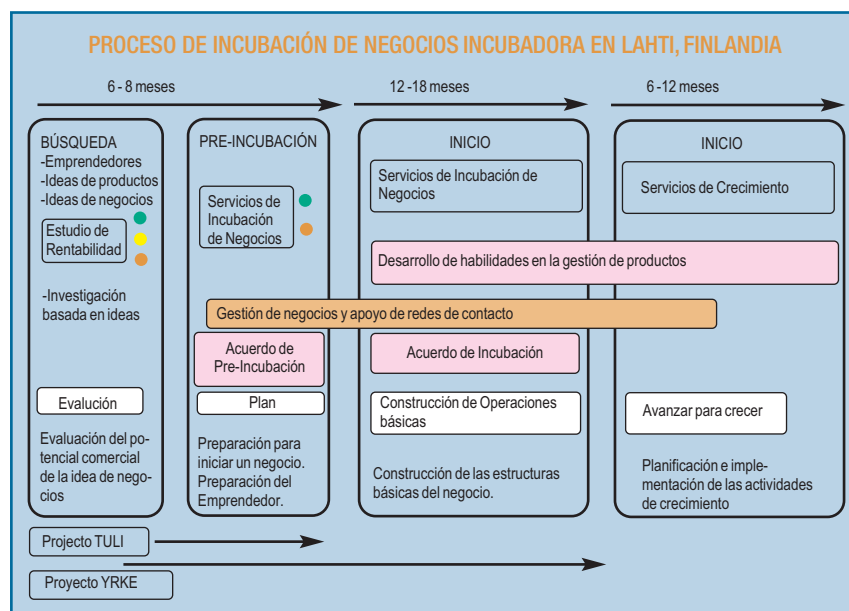 PROCESO DE INCUBACIÓN DE NEGOCIOS INCUBADORA EN LAHTI, FINLANDIA
6 - 8 meses
12 -18 meses
6 -12 meses
BÚSQUEDA
-Emprendedores
-Ideas de productos
-Ideas de negocios
Estudio de
Rentabilidad
-Investigación
basada en ideas
Evalución
Evaluación del po-
tencial comercial
de la idea de nego-
cios
PRE-INCUBACIÓN
Servicios de
Incubación
de Negocios
Acuerdo de
Pre-Incubación
Plan
Preparación para
iniciar un negocio.
Preparación del
Emprendedor.
INICIO
Servicios de Incubación de
Negocios
Desarrollo de habilidades en la gestión de productos
Gestión de negocios y apoyo de redes de contacto
Acuerdo de Incubación
Construcción de Operaciones
básicas
Construcción de las estructuras
básicas del negocio.
INICIO
Servicios de Crecimiento
Avanzar para crecer
Planificación e imple-
mentación de las actividades
de crecimiento
Projecto TULI
Proyecto YRKE